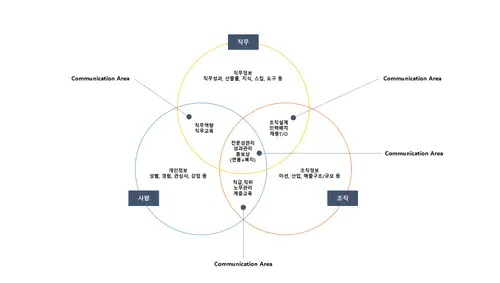 직무
직무정보
직무성과, 산출물, 지식, 스킬, 도구 등
Communication Area
Communication Area
직무역량
직무교육
조직설계
인력배치
채용T/O
전문성관리
성과관리
총보상
(연봉+복지)
Communication Area
개인정보
성별, 경험, 관심사, 강점 등
조직정보
미션, 산업, 매출구조/규모 등
직급,직위
노무관리
계층교육
사람
조직
Communication Area